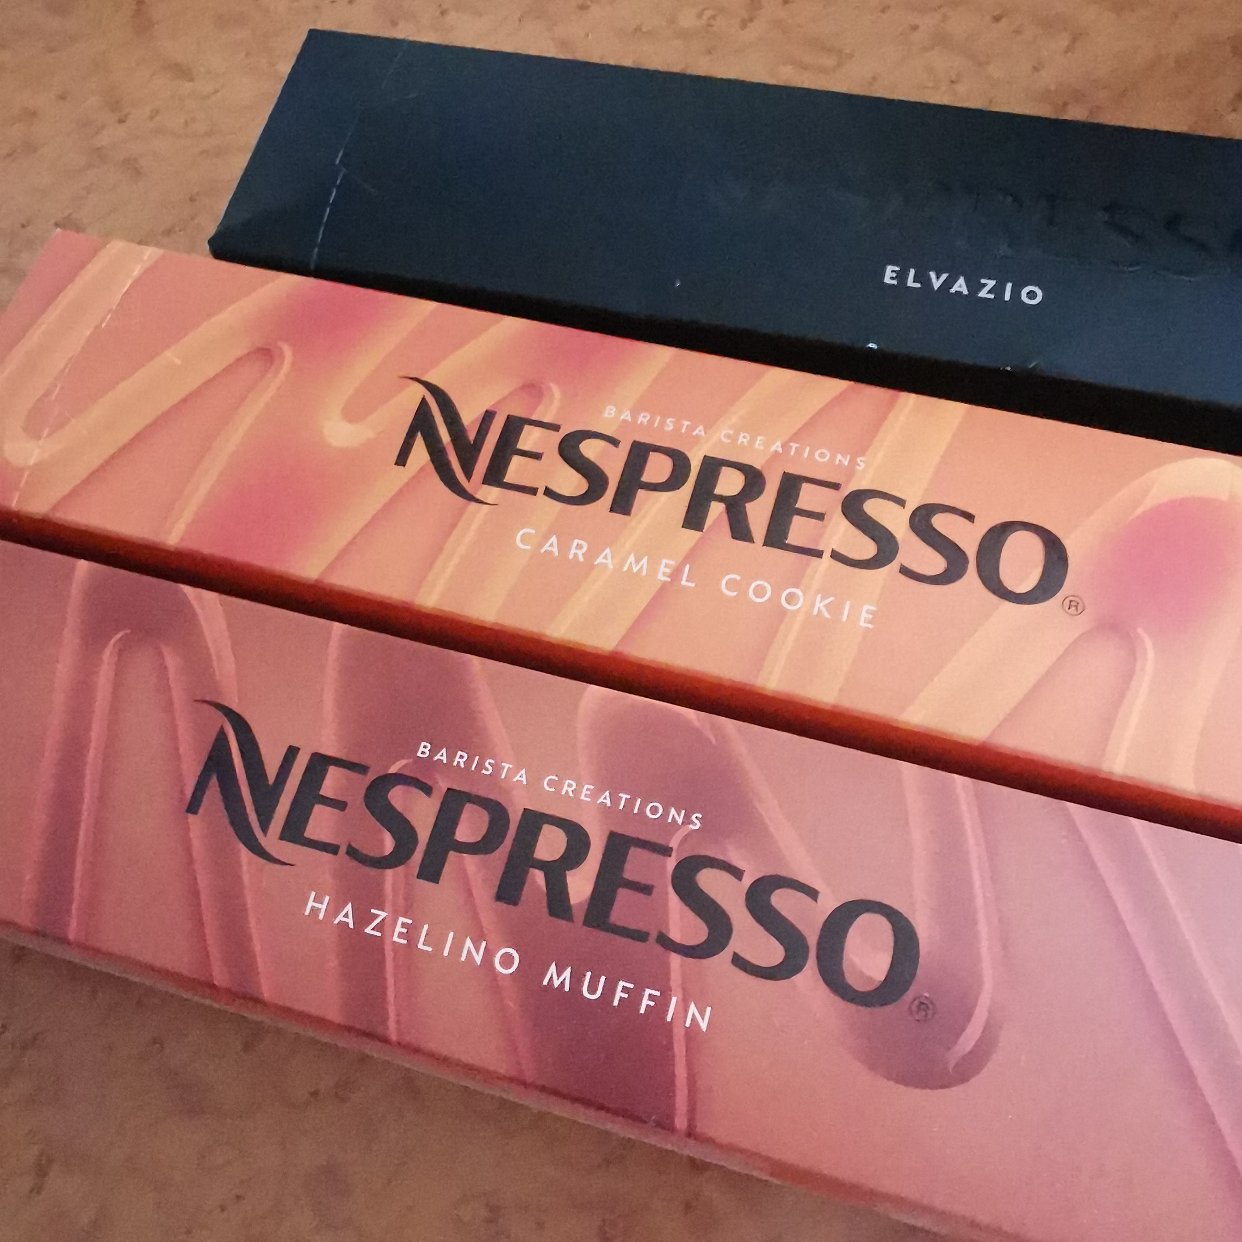 ELVAZIO
BARISTA CREATIONS
NESPRESSO®
CARAMEL COOKIE
BARISTA CREATIONS
NESPRESSO®
HAZELINO MUFFIN